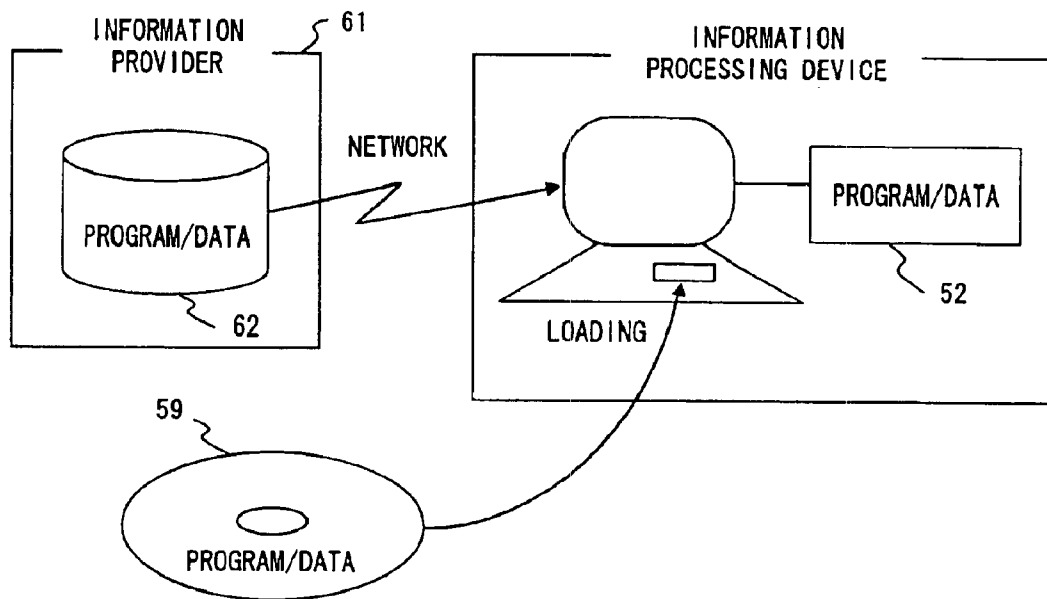 INFORMATION
PROVIDER
61
PROGRAM/DATA
62
NETWORK
INFORMATION
PROCESSING DEVICE
PROGRAM/DATA
52
LOADING
59
PROGRAM/DATA